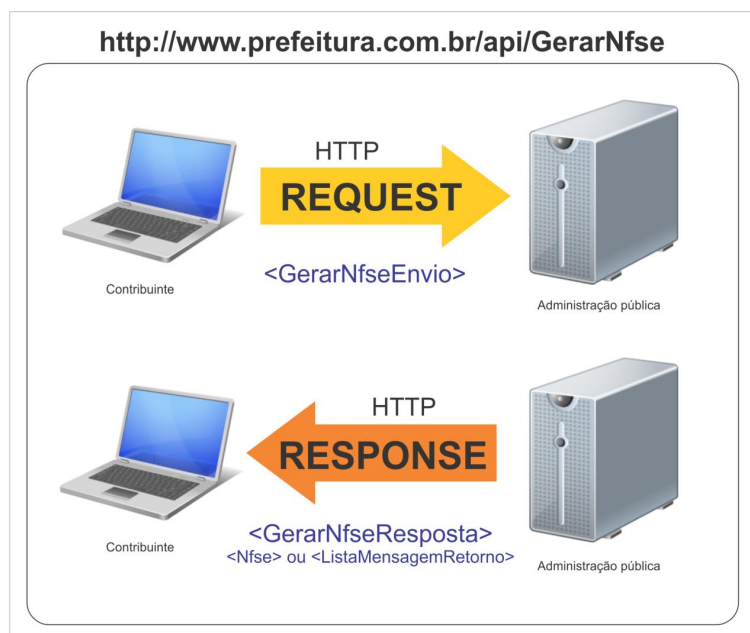 http://www.prefeitura.com.br/api/GerarNfse
HTTP
REQUEST
<GerarNfseEnvio>
Contribuinte
Administração pública
HTTP
RESPONSE
<GerarNfseResposta>
<Nfse> ou <ListaMensagemRetorno>
Contribuinte
Administração pública